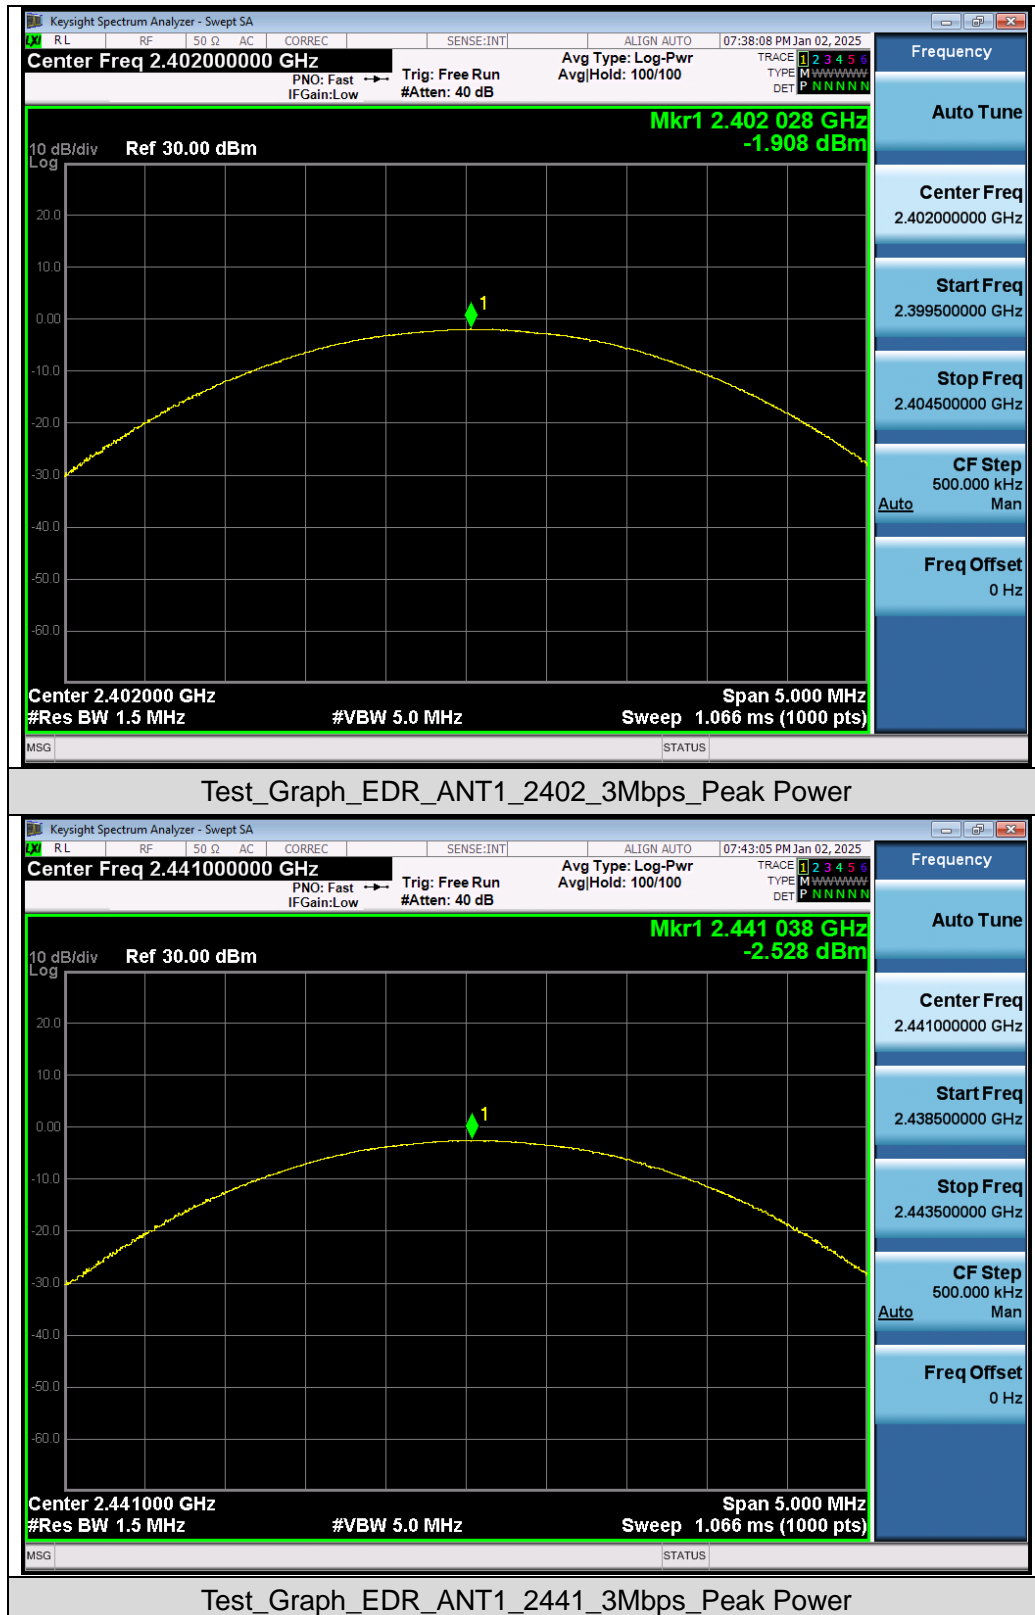 Keysight Spectrum Analyzer - Swept SA
LXI RL RF 50 Ω AC CORREC SENSE:INT ALIGN AUTO 07:38:08 PM Jan 02, 2025
Center Freq 2.402000000 GHz
PNO: Fast
IFGain:Low
Trig: Free Run
#Atten: 40 dB
Avg Type: Log-Pwr
Avg|Hold: 100/100
TRACE 1 2 3 4 5 6
TYPE M WWWWW
DET P N N N N N
Mkr1 2.402 028 GHz
-1.908 dBm
10 dB/div Ref 30.00 dBm
Log
20.0
10.0
0.00
-10.0
-20.0
-30.0
-40.0
-50.0
-60.0
1
Center 2.402000 GHz Span 5.000 MHz
#Res BW 1.5 MHz #VBW 5.0 MHz Sweep 1.066 ms (1000 pts)
MSG STATUS
Frequency
Auto Tune
Center Freq
2.402000000 GHz
Start Freq
2.399500000 GHz
Stop Freq
2.404500000 GHz
CF Step
500.000 kHz
Auto Man
Freq Offset
0 Hz
Test_Graph_EDR_ANT1_2402_3Mbps_Peak Power
Keysight Spectrum Analyzer - Swept SA
LXI RL RF 50 Ω AC CORREC SENSE:INT ALIGN AUTO 07:43:05 PM Jan 02, 2025
Center Freq 2.441000000 GHz
PNO: Fast
IFGain:Low
Trig: Free Run
#Atten: 40 dB
Avg Type: Log-Pwr
Avg|Hold: 100/100
TRACE 1 2 3 4 5 6
TYPE M WWWWW
DET P N N N N N
Mkr1 2.441 038 GHz
-2.528 dBm
10 dB/div Ref 30.00 dBm
Log
20.0
10.0
0.00
-10.0
-20.0
-30.0
-40.0
-50.0
-60.0
1
Center 2.441000 GHz Span 5.000 MHz
#Res BW 1.5 MHz #VBW 5.0 MHz Sweep 1.066 ms (1000 pts)
MSG STATUS
Frequency
Auto Tune
Center Freq
2.441000000 GHz
Start Freq
2.438500000 GHz
Stop Freq
2.443500000 GHz
CF Step
500.000 kHz
Auto Man
Freq Offset
0 Hz
Test_Graph_EDR_ANT1_2441_3Mbps_Peak Power